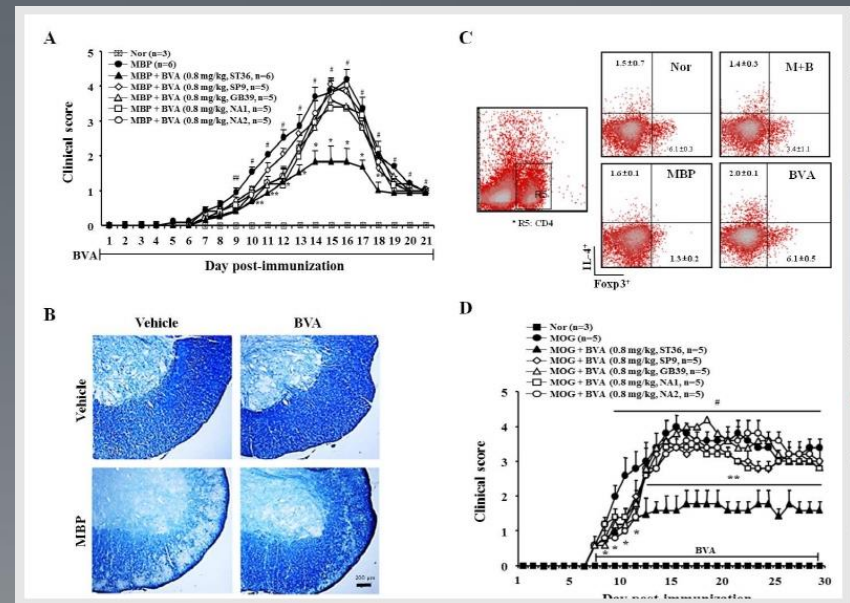 A
Clinical score
5
4
3
2
1
0
Nor (n=3)
MBP (n=6)
MBP + BVA (0.8 mg/kg, ST36, n=6)
MBP + BVA (0.8 mg/kg, SP9, n=5)
MBP + BVA (0.8 mg/kg, GB39, n=5)
MBP + BVA (0.8 mg/kg, NA1, n=5)
MBP + BVA (0.8 mg/kg, NA2, n=5)
1 2 3 4 5 6 7 8 9 10 11 12 13 14 15 16 17 18 19 20 21
BVA
Day post-immunization
B
Vehicle BVA
Vehicle
MBP
200 μm
C
* R5: CD4
R5
1.5±0.7 Nor
6.1±0.3
1.4±0.3 M+B
3.4±1.1
1.6±0.1 MBP
1.3±0.2
2.0±0.1 BVA
6.1±0.5
IL-4⁺
Foxp3⁺
D
Nor (n=3)
MOG (n=5)
MOG + BVA (0.8 mg/kg, ST36, n=5)
MOG + BVA (0.8 mg/kg, SP9, n=5)
MOG + BVA (0.8 mg/kg, GB39, n=5)
MOG + BVA (0.8 mg/kg, NA1, n=5)
MOG + BVA (0.8 mg/kg, NA2, n=5)
Clinical score
5
4
3
2
1
0
#
**
BVA
1 5 10 15 20 25 30
Day post-immunization